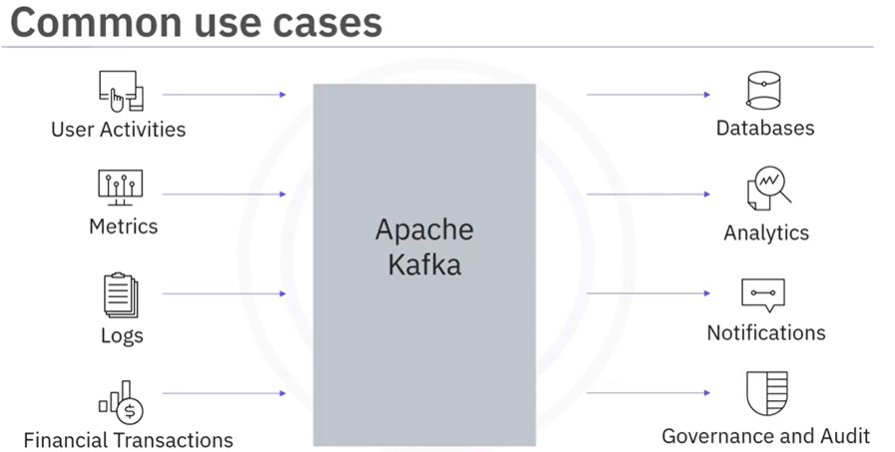 Common use cases
User Activities
Metrics
Logs
Financial Transactions
Apache
Kafka
Databases
Analytics
Notifications
Governance and Audit